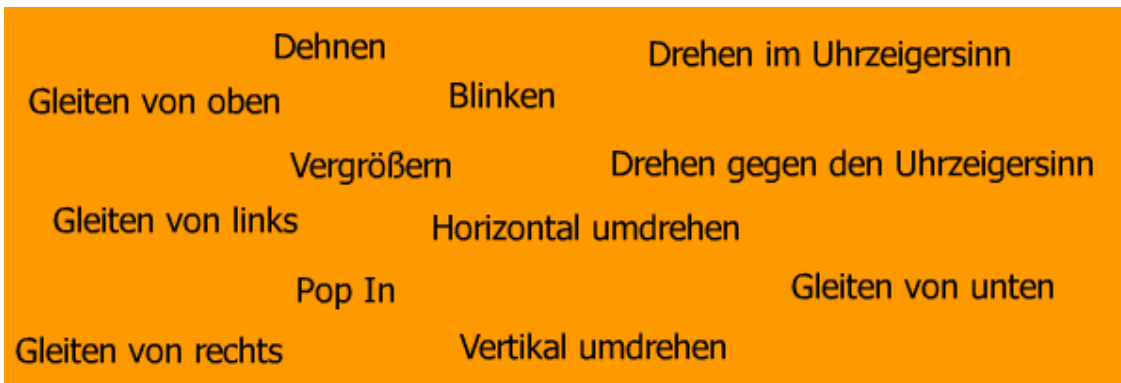 Dehnen
Drehen im Uhrzeigersinn
Gleiten von oben
Blinken
Vergrößern
Drehen gegen den Uhrzeigersinn
Gleiten von links
Horizontal umdrehen
Pop In
Gleiten von unten
Gleiten von rechts
Vertikal umdrehen